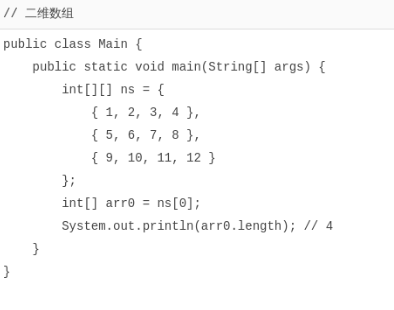 // 二维数组
public class Main {
    public static void main(String[] args) {
        int[][] ns = {
            { 1, 2, 3, 4 },
            { 5, 6, 7, 8 },
            { 9, 10, 11, 12 }
        };
        int[] arr0 = ns[0];
        System.out.println(arr0.length); // 4
    }
}